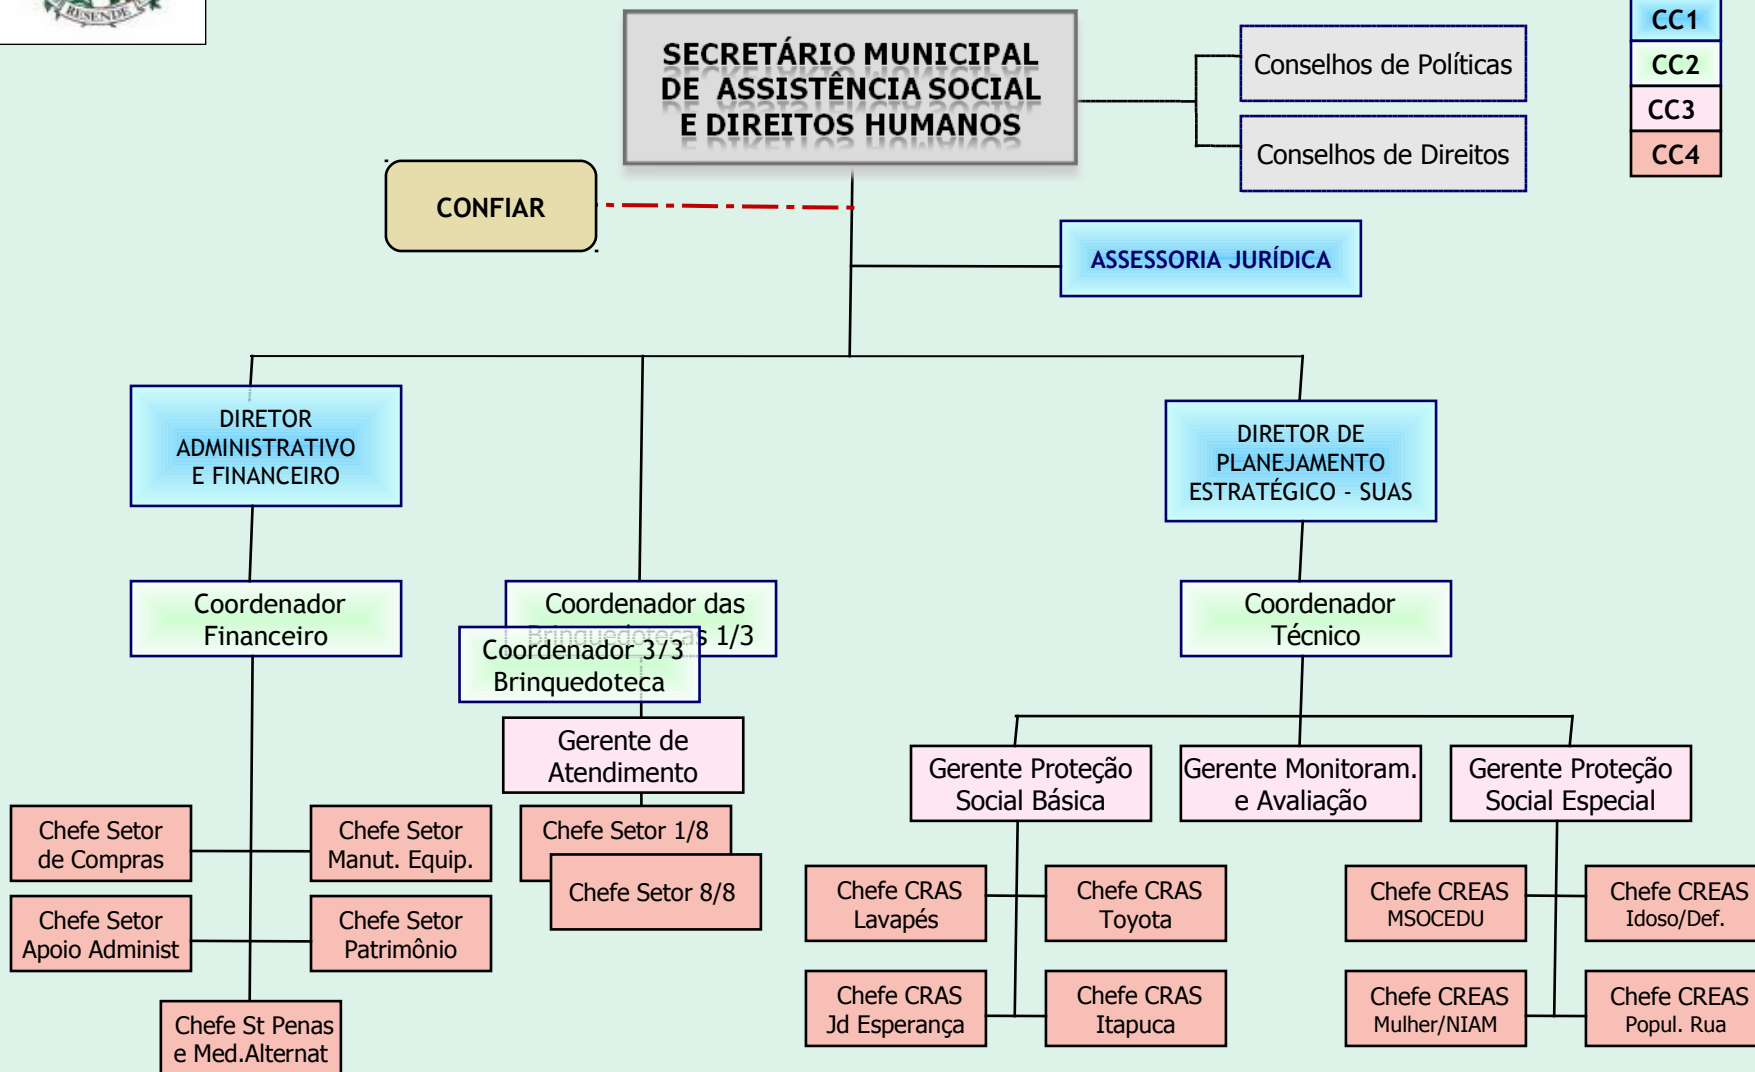 RESENDE
SECRETÁRIO MUNICIPAL
DE ASSISTÊNCIA SOCIAL
E DIREITOS HUMANOS
Conselhos de Políticas
Conselhos de Direitos
CC1
CC2
CC3
CC4
CONFIAR
ASSESSORIA JURÍDICA
DIRETOR
ADMINISTRATIVO
E FINANCEIRO
DIRETOR DE
PLANEJAMENTO
ESTRATÉGICO - SUAS
Coordenador
Financeiro
Coordenador das
Brinquedotecas 1/3
Coordenador 3/3
Brinquedoteca
Coordenador
Técnico
Gerente de
Atendimento
Gerente Proteção
Social Básica
Gerente Monitoram.
e Avaliação
Gerente Proteção
Social Especial
Chefe Setor
de Compras
Chefe Setor
Manut. Equip.
Chefe Setor 1/8
Chefe Setor 8/8
Chefe Setor
Apoio Administ
Chefe Setor
Patrimônio
Chefe St Penas
e Med.Alternat
Chefe CRAS
Lavapés
Chefe CRAS
Toyota
Chefe CRAS
Jd Esperança
Chefe CRAS
Itapuca
Chefe CREAS
MSOCEDU
Chefe CREAS
Idoso/Def.
Chefe CREAS
Mulher/NIAM
Chefe CREAS
Popul. Rua